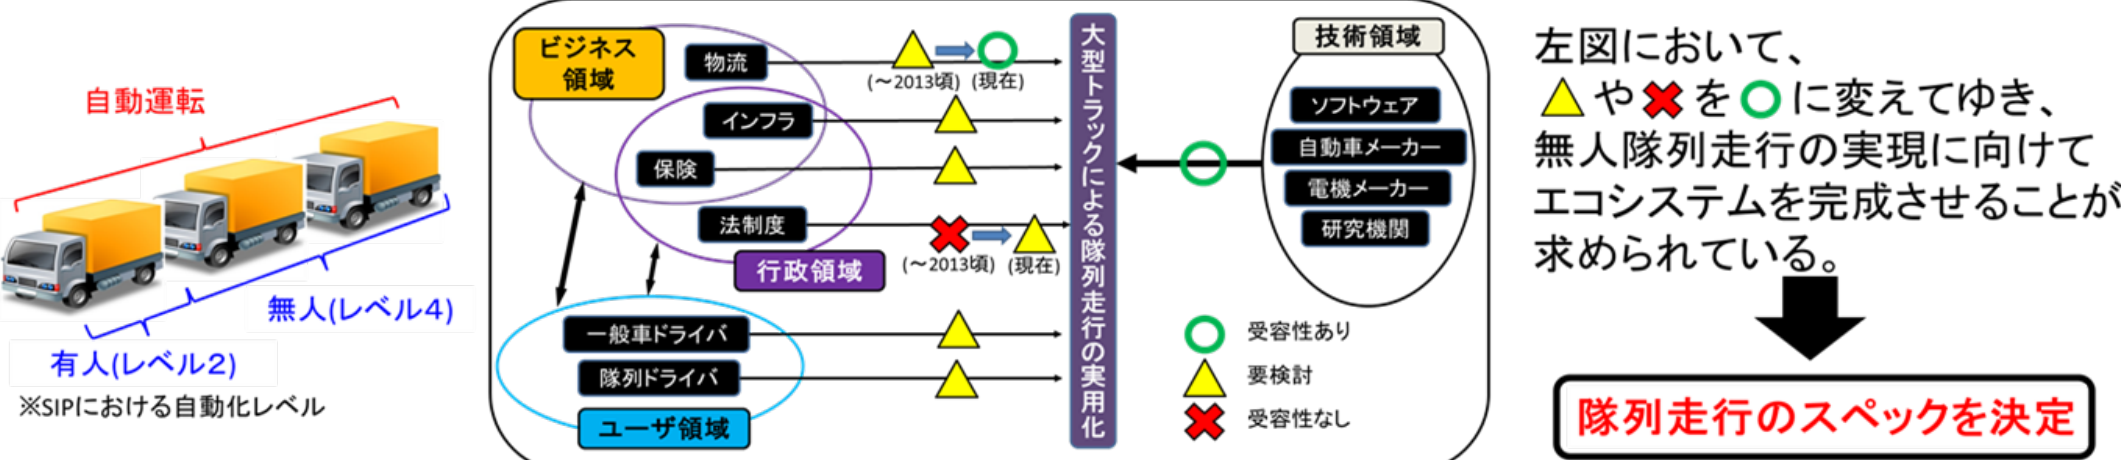 自動運転
無人(レベル4)
有人(レベル2)
※SIPにおける自動化レベル
ビジネス
領域
物流
(～2013頃) (現在)
インフラ
保険
法制度
(～2013頃) (現在)
行政領域
一般車ドライバ
隊列ドライバ
ユーザ領域
大型トラックによる隊列走行の実用化
技術領域
ソフトウェア
自動車メーカー
電機メーカー
研究機関
受容性あり
要検討
受容性なし
左図において、
や を に変えてゆき、
無人隊列走行の実現に向けて
エコシステムを完成させることが
求められている。
隊列走行のスペックを決定